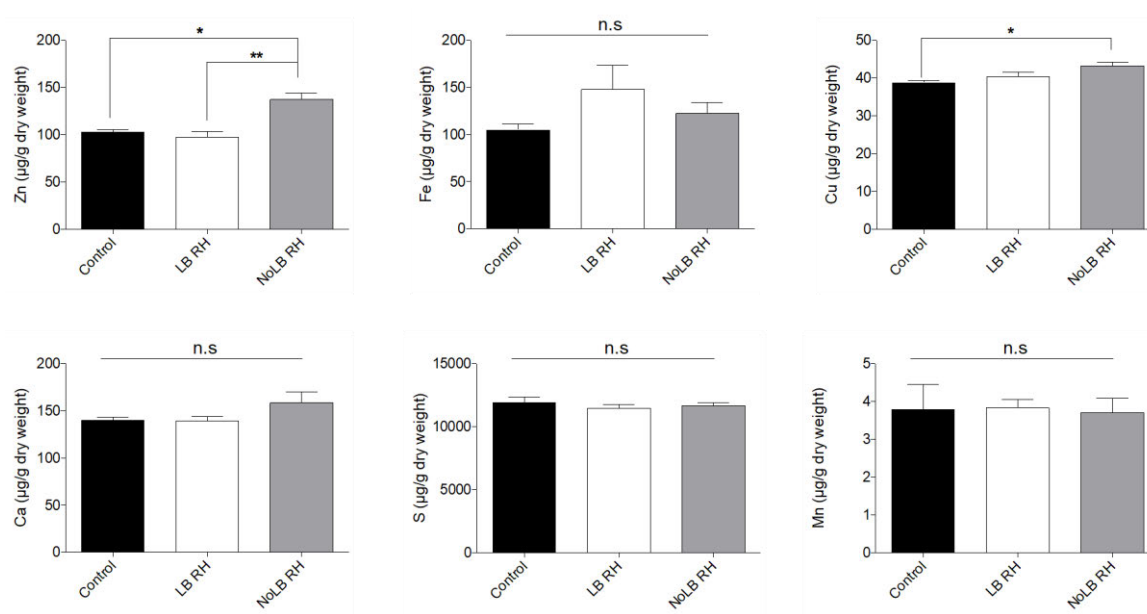 *
**
200
150
100
50
0
Zn (µg/g dry weight)
Control
LB RH
NoLB RH
n.s
200
150
100
50
0
Fe (µg/g dry weight)
Control
LB RH
NoLB RH
*
50
40
30
20
10
0
Cu (µg/g dry weight)
Control
LB RH
NoLB RH
n.s
200
150
100
50
0
Ca (µg/g dry weight)
Control
LB RH
NoLB RH
n.s
15000
10000
5000
0
S (µg/g dry weight)
Control
LB RH
NoLB RH
n.s
5
4
3
2
1
0
Mn (µg/g dry weight)
Control
LB RH
NoLB RH